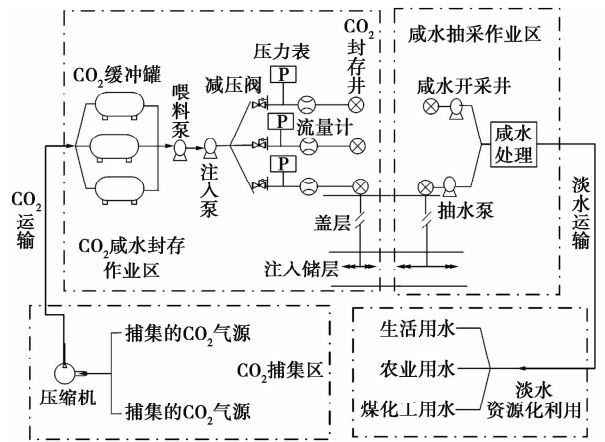 CO2缓冲罐
喂料泵
注入泵
减压阀
压力表
P
P
P
流量计
CO2封存井
盖层
注入储层
CO2咸水封存
作业区
咸水抽采作业区
咸水开采井
咸水
处理
抽水泵
CO2运输
淡水运输
捕集的CO2气源
CO2捕集区
压缩机
捕集的CO2气源
生活用水
农业用水
煤化工用水
淡水
资源化利用